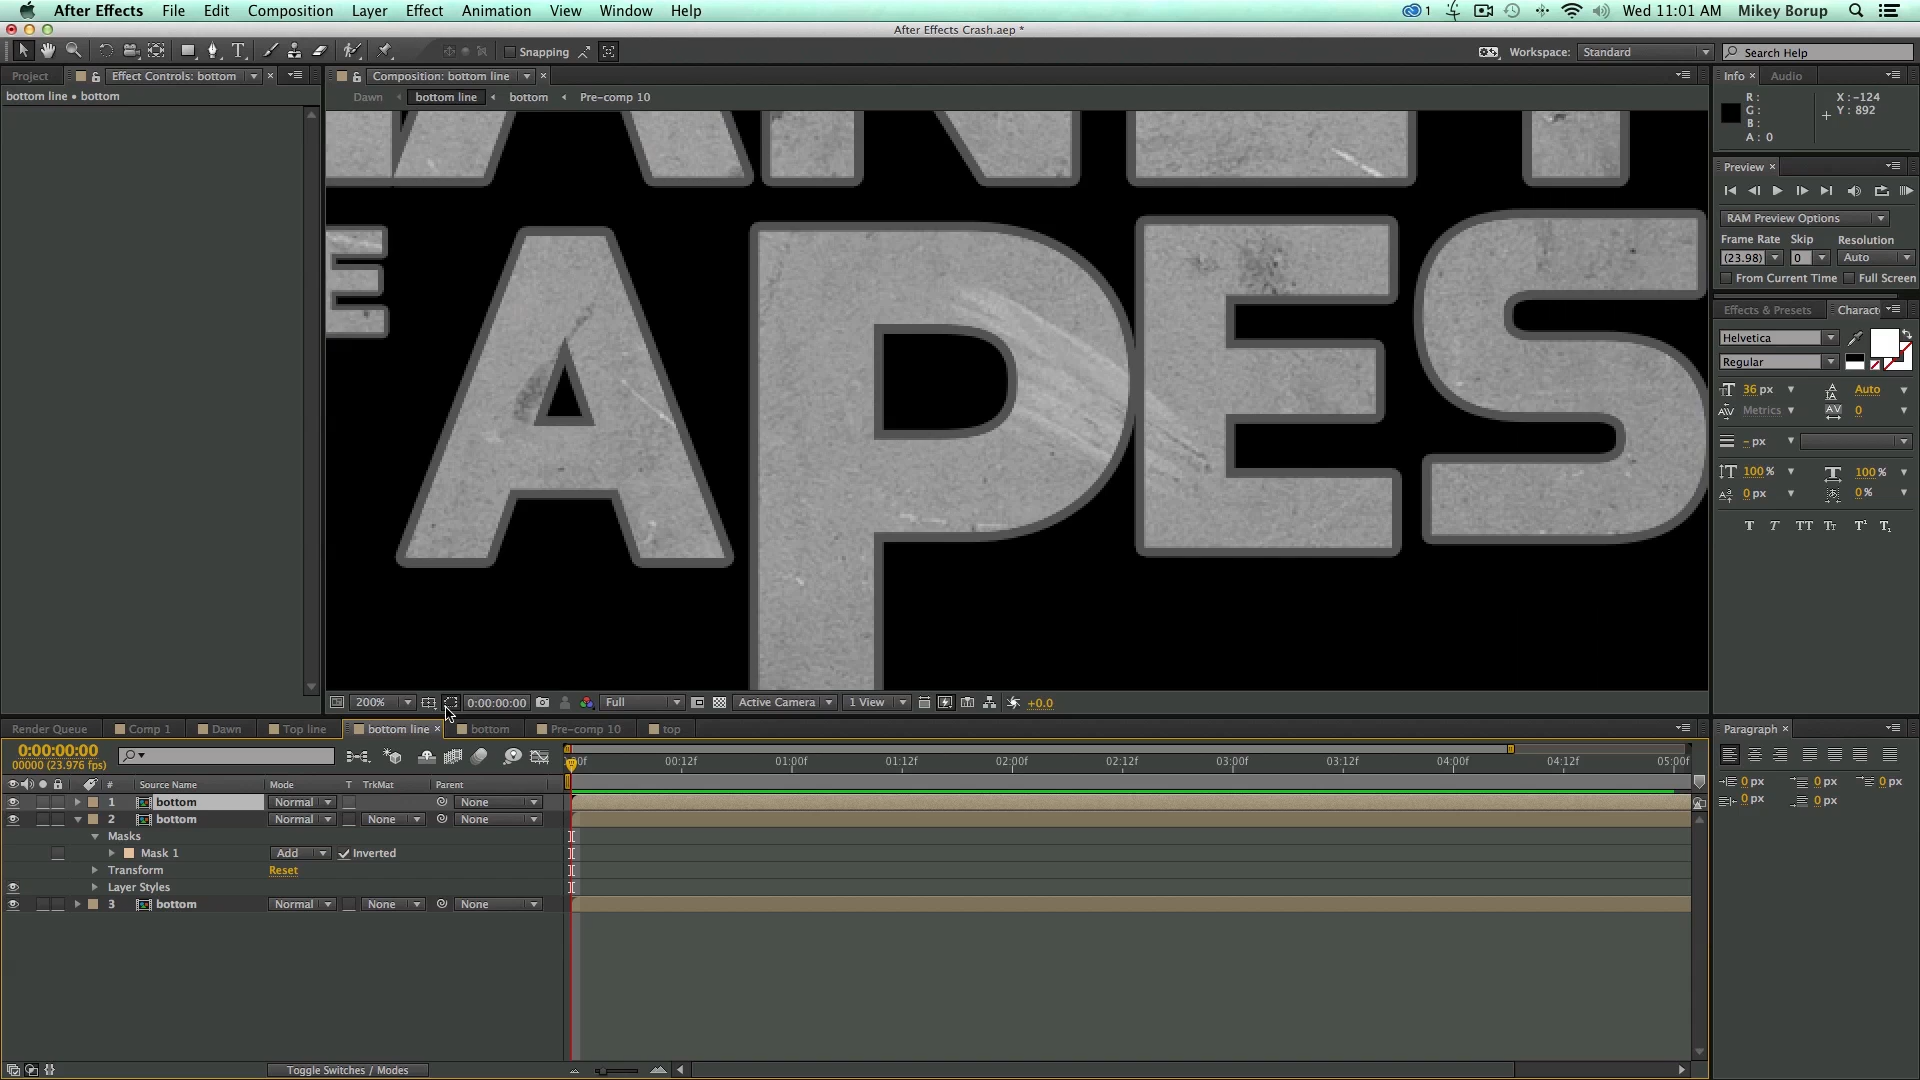 After Effects File Edit Composition Layer Effect Animation View Window Help 1 Wed 11:01 AM Mikey Borup
After Effects Crash.aep *
Snapping Workspace: Standard Search Help
Project Effect Controls: bottom × Composition: bottom line × Info × Audio
bottom line • bottom
Dawn bottom line bottom Pre-comp 10
R : X : -124
G : Y : 892
B :
A : 0
Preview ×
RAM Preview Options
Frame Rate Skip Resolution
(23.98) 0 Auto
From Current Time Full Screen
Effects & Presets Charact
Helvetica
Regular
36 px Auto
Metrics 0
- px
100 % 100 %
0 px 0 %
T T TT Tt T¹ T₁
E APES
200% 0:00:00:00 Full Active Camera 1 View +0.0
Render Queue Comp 1 Dawn Top line bottom line × bottom Pre-comp 10 top
Paragraph ×
0 px 0 px 0 px
0 px 0 px
0:00:00:00
00000 (23.976 fps)
:00f 00:12f 01:00f 01:12f 02:00f 02:12f 03:00f 03:12f 04:00f 04:12f 05:00f
# Source Name Mode T TrkMat Parent
1 bottom Normal None
2 bottom Normal None None
Masks
Mask 1 Add Inverted
Transform Reset
Layer Styles
3 bottom Normal None None
Toggle Switches / Modes